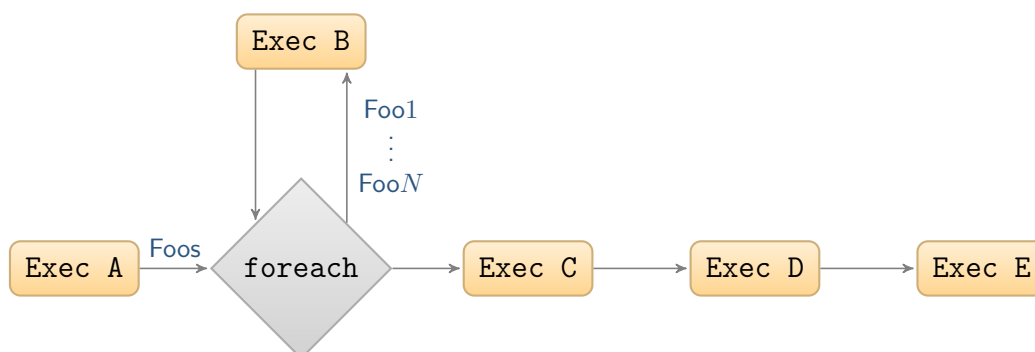 Exec B
Foo1
⋮
FooN
Exec A
Foos
foreach
Exec C
Exec D
Exec E